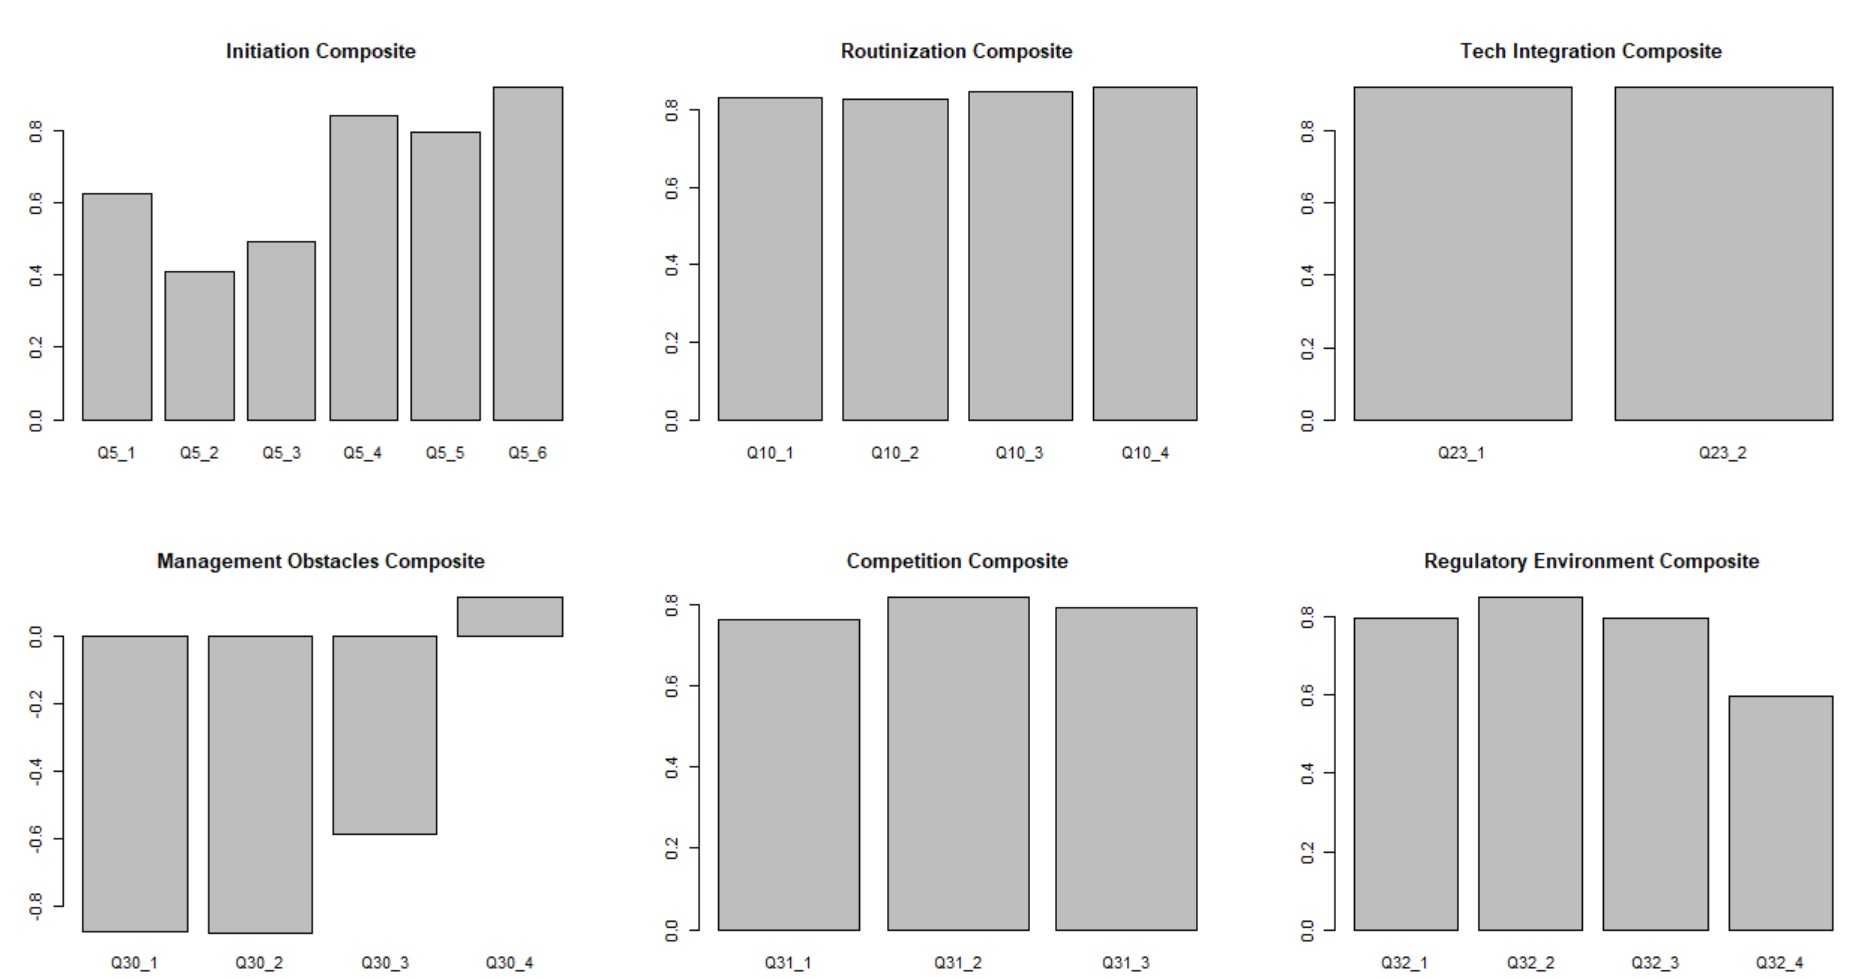 Initiation Composite
0.0 0.2 0.4 0.6 0.8
Q5_1 Q5_2 Q5_3 Q5_4 Q5_5 Q5_6
Routinization Composite
0.0 0.2 0.4 0.6 0.8
Q10_1 Q10_2 Q10_3 Q10_4
Tech Integration Composite
0.0 0.2 0.4 0.6 0.8
Q23_1 Q23_2
Management Obstacles Composite
-0.8 -0.6 -0.4 -0.2 0.0
Q30_1 Q30_2 Q30_3 Q30_4
Competition Composite
0.0 0.2 0.4 0.6 0.8
Q31_1 Q31_2 Q31_3
Regulatory Environment Composite
0.0 0.2 0.4 0.6 0.8
Q32_1 Q32_2 Q32_3 Q32_4